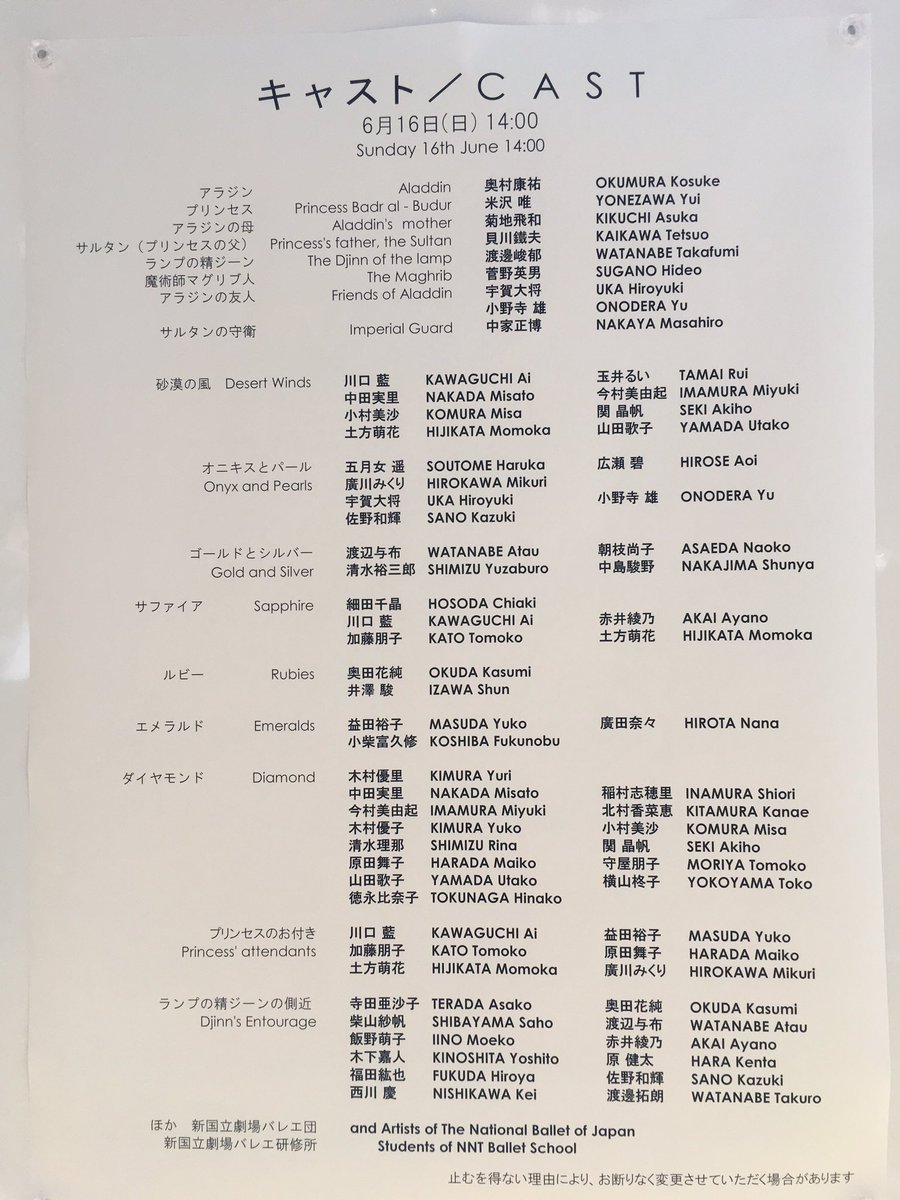 キャスト／CAST
6月16日(日) 14:00
Sunday 16th June 14:00
アラジン Aladdin 奥村康祐 OKUMURA Kosuke
プリンセス Princess Badr al - Budur 米沢 唯 YONEZAWA Yui
アラジンの母 Aladdin's mother 菊地飛和 KIKUCHI Asuka
サルタン（プリンセスの父） Princess's father, the Sultan 貝川鐵夫 KAIKAWA Tetsuo
ランプの精ジーン The Djinn of the lamp 渡邊峻郁 WATANABE Takafumi
魔術師マグリブ人 The Maghrib 菅野英男 SUGANO Hideo
アラジンの友人 Friends of Aladdin 宇賀大将 UKA Hiroyuki
小野寺 雄 ONODERA Yu
サルタンの守衛 Imperial Guard 中家正博 NAKAYA Masahiro
砂漠の風 Desert Winds 川口 藍 KAWAGUCHI Ai 玉井るい TAMAI Rui
中田実里 NAKADA Misato 今村美由起 IMAMURA Miyuki
小村美沙 KOMURA Misa 関 晶帆 SEKI Akiho
土方萌花 HIJIKATA Momoka 山田歌子 YAMADA Utako
オニキスとパール 五月女 遥 SOUTOME Haruka 広瀬 碧 HIROSE Aoi
Onyx and Pearls 廣川みくり HIROKAWA Mikuri
宇賀大将 UKA Hiroyuki 小野寺 雄 ONODERA Yu
佐野和輝 SANO Kazuki
ゴールドとシルバー 渡辺与布 WATANABE Atau 朝枝尚子 ASAEDA Naoko
Gold and Silver 清水裕三郎 SHIMIZU Yuzaburo 中島駿野 NAKAJIMA Shunya
サファイア Sapphire 細田千晶 HOSODA Chiaki
川口 藍 KAWAGUCHI Ai 赤井綾乃 AKAI Ayano
加藤朋子 KATO Tomoko 土方萌花 HIJIKATA Momoka
ルビー Rubies 奥田花純 OKUDA Kasumi
井澤 駿 IZAWA Shun
エメラルド Emeralds 益田裕子 MASUDA Yuko 廣田奈々 HIROTA Nana
小柴富久修 KOSHIBA Fukunobu
ダイヤモンド Diamond 木村優里 KIMURA Yuri
中田実里 NAKADA Misato 稲村志穂里 INAMURA Shiori
今村美由起 IMAMURA Miyuki 北村香菜恵 KITAMURA Kanae
木村優子 KIMURA Yuko 小村美沙 KOMURA Misa
清水理那 SHIMIZU Rina 関 晶帆 SEKI Akiho
原田舞子 HARADA Maiko 守屋朋子 MORIYA Tomoko
山田歌子 YAMADA Utako 横山柊子 YOKOYAMA Toko
徳永比奈子 TOKUNAGA Hinako
プリンセスのお付き 川口 藍 KAWAGUCHI Ai 益田裕子 MASUDA Yuko
Princess' attendants 加藤朋子 KATO Tomoko 原田舞子 HARADA Maiko
土方萌花 HIJIKATA Momoka 廣川みくり HIROKAWA Mikuri
ランプの精ジーンの側近 寺田亜沙子 TERADA Asako 奥田花純 OKUDA Kasumi
Djinn's Entourage 柴山紗帆 SHIBAYAMA Saho 渡辺与布 WATANABE Atau
飯野萌子 IINO Moeko 赤井綾乃 AKAI Ayano
木下嘉人 KINOSHITA Yoshito 原 健太 HARA Kenta
福田紘也 FUKUDA Hiroya 佐野和輝 SANO Kazuki
西川 慶 NISHIKAWA Kei 渡邊拓朗 WATANABE Takuro
ほか 新国立劇場バレエ団 and Artists of The National Ballet of Japan
新国立劇場バレエ研修所 Students of NNT Ballet School
止むを得ない理由により、お断りなく変更させていただく場合があります